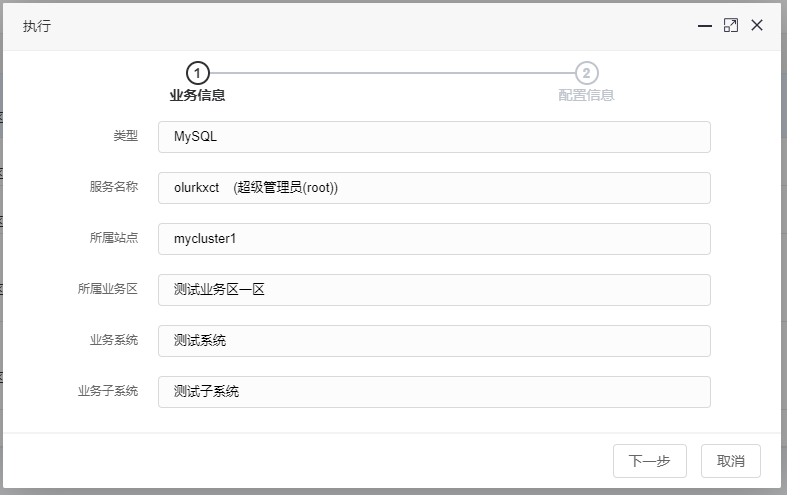 执行
1 2
业务信息 配置信息
类型 MySQL
服务名称 olurkxct (超级管理员(root))
所属站点 mycluster1
所属业务区 测试业务区一区
业务系统 测试系统
业务子系统 测试子系统
下一步 取消